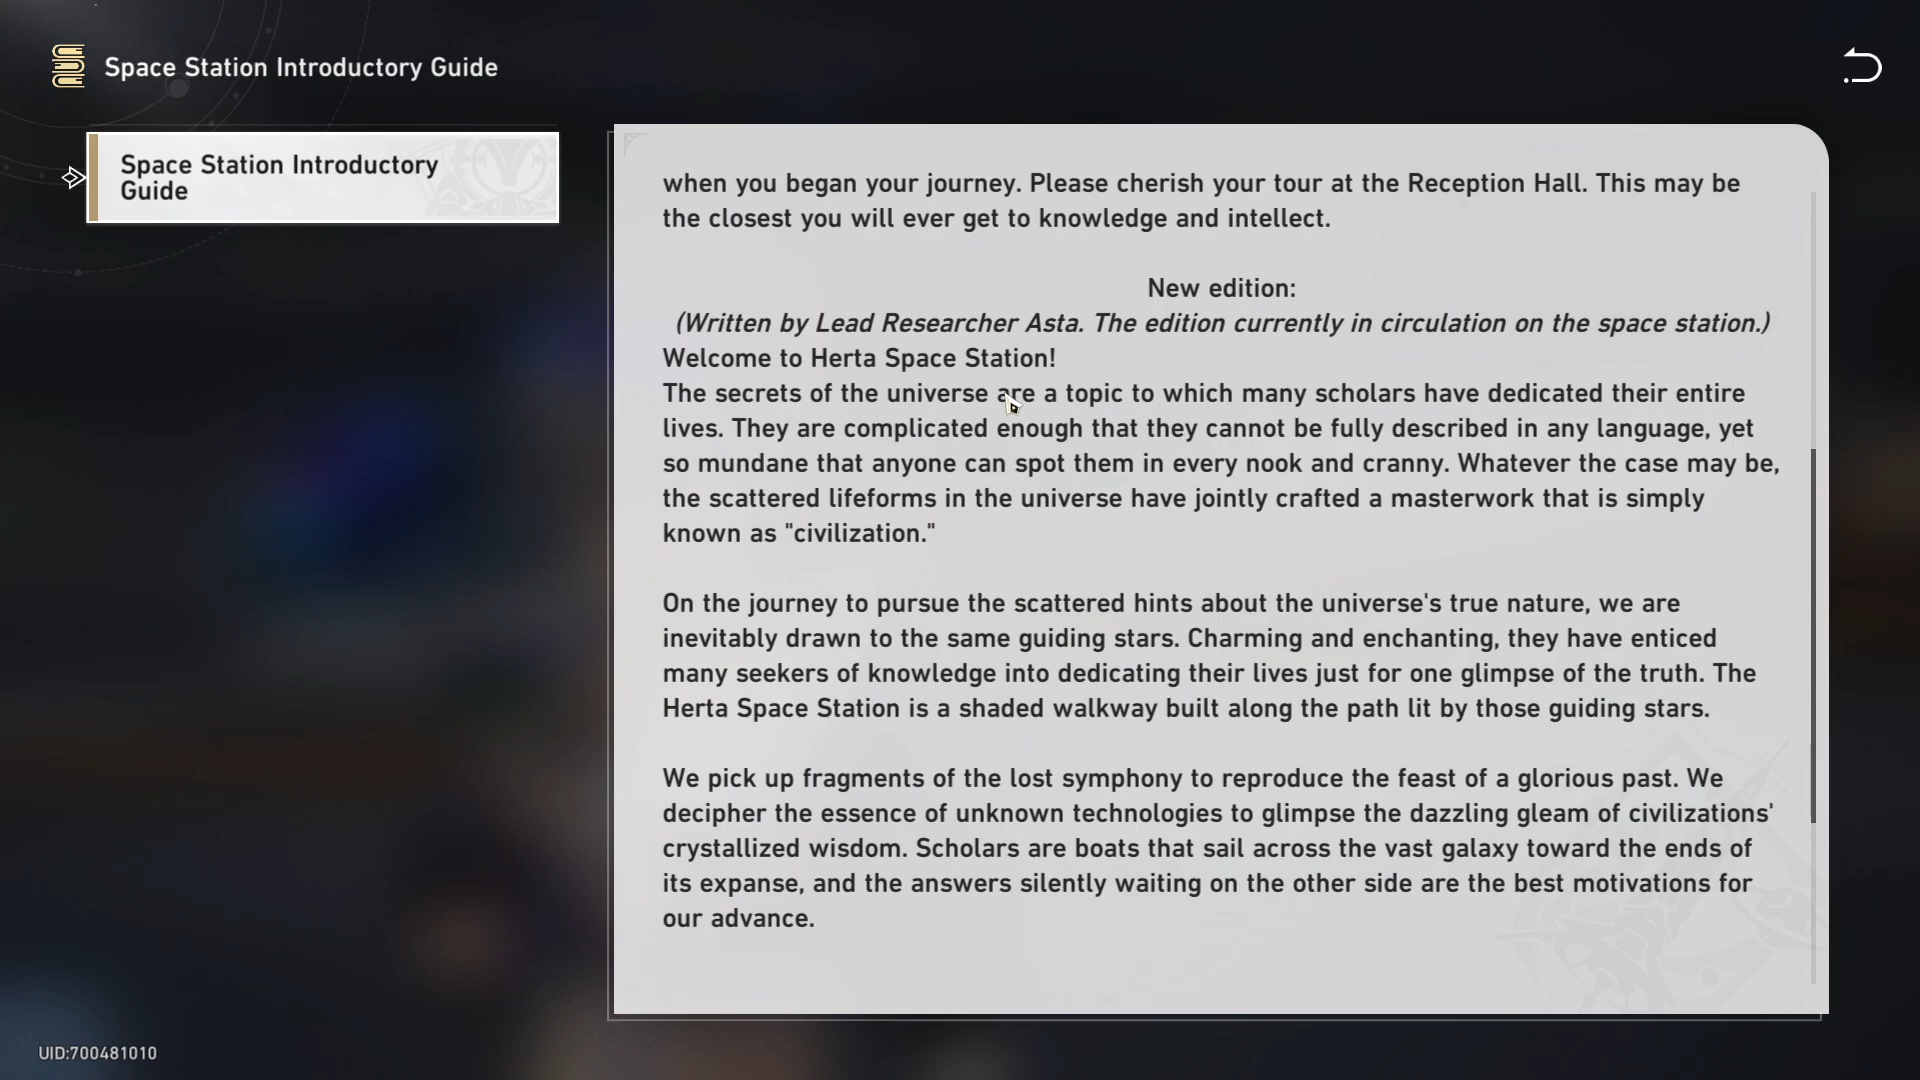 Space Station Introductory Guide
Space Station Introductory
Guide
when you began your journey. Please cherish your tour at the Reception Hall. This may be
the closest you will ever get to knowledge and intellect.
New edition:
(Written by Lead Researcher Asta. The edition currently in circulation on the space station.)
Welcome to Herta Space Station!
The secrets of the universe are a topic to which many scholars have dedicated their entire
lives. They are complicated enough that they cannot be fully described in any language, yet
so mundane that anyone can spot them in every nook and cranny. Whatever the case may be,
the scattered lifeforms in the universe have jointly crafted a masterwork that is simply
known as "civilization."
On the journey to pursue the scattered hints about the universe's true nature, we are
inevitably drawn to the same guiding stars. Charming and enchanting, they have enticed
many seekers of knowledge into dedicating their lives just for one glimpse of the truth. The
Herta Space Station is a shaded walkway built along the path lit by those guiding stars.
We pick up fragments of the lost symphony to reproduce the feast of a glorious past. We
decipher the essence of unknown technologies to glimpse the dazzling gleam of civilizations'
crystallized wisdom. Scholars are boats that sail across the vast galaxy toward the ends of
its expanse, and the answers silently waiting on the other side are the best motivations for
our advance.
UID:700481010